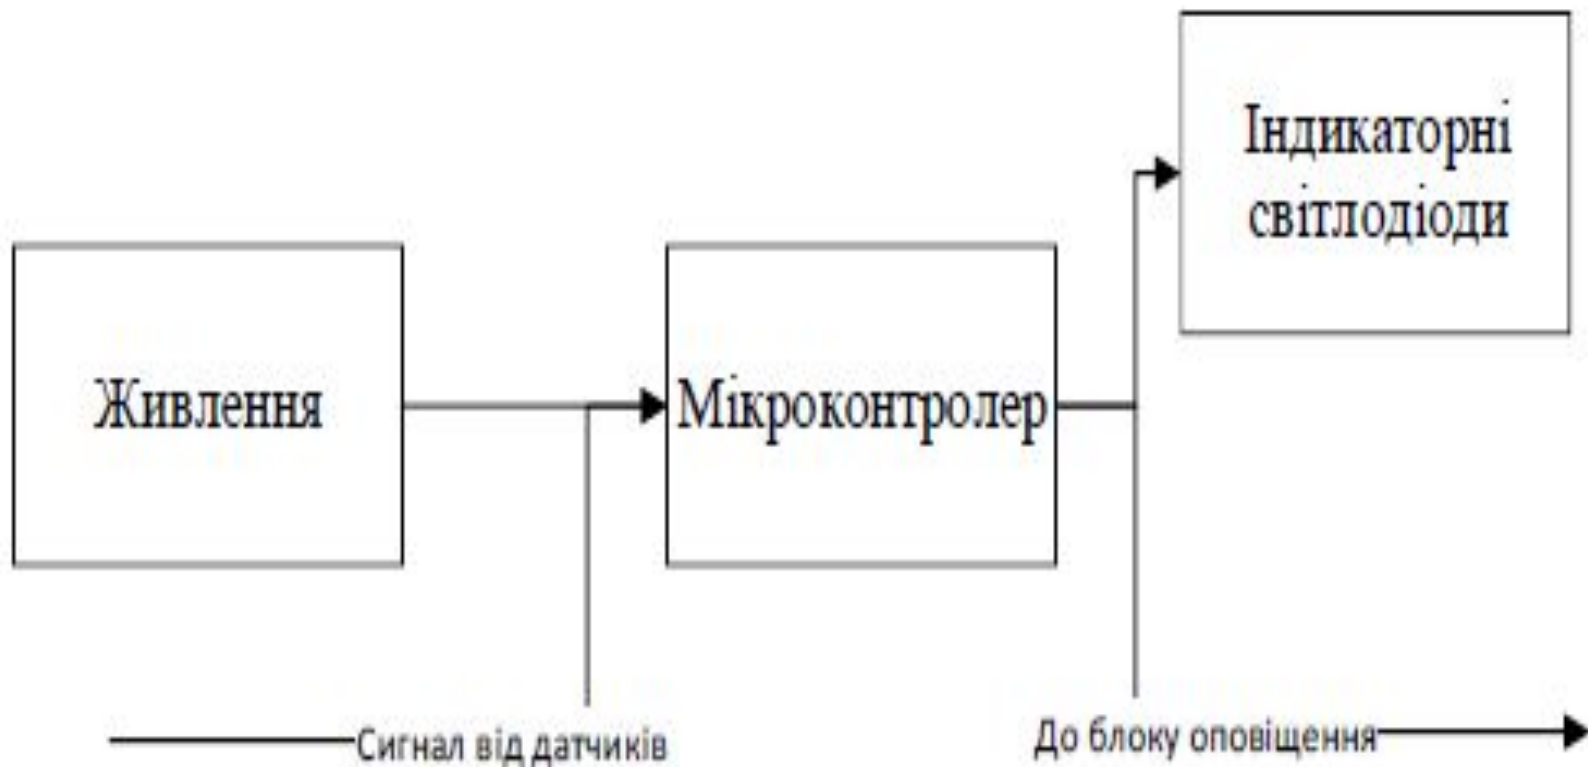 Індикаторні
світлодіоди
Живлення
Мікроконтролер
Сигнал від датчиків
До блоку оповіщення